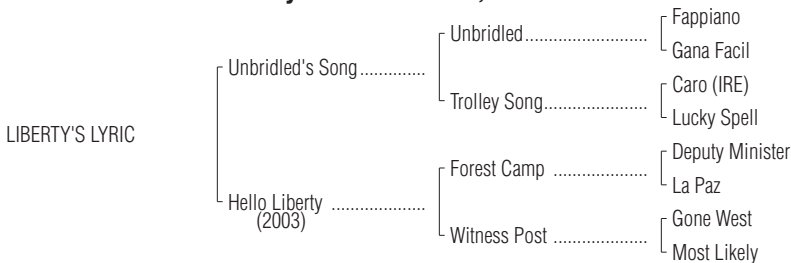 Fappiano
Unbridled............................
Gana Facil
Unbridled's Song..............
Caro (IRE)
Trolley Song.......................
Lucky Spell
LIBERTY'S LYRIC
Deputy Minister
Forest Camp .....................
La Paz
Hello Liberty .....................
(2003)
Gone West
Witness Post .....................
Most Likely